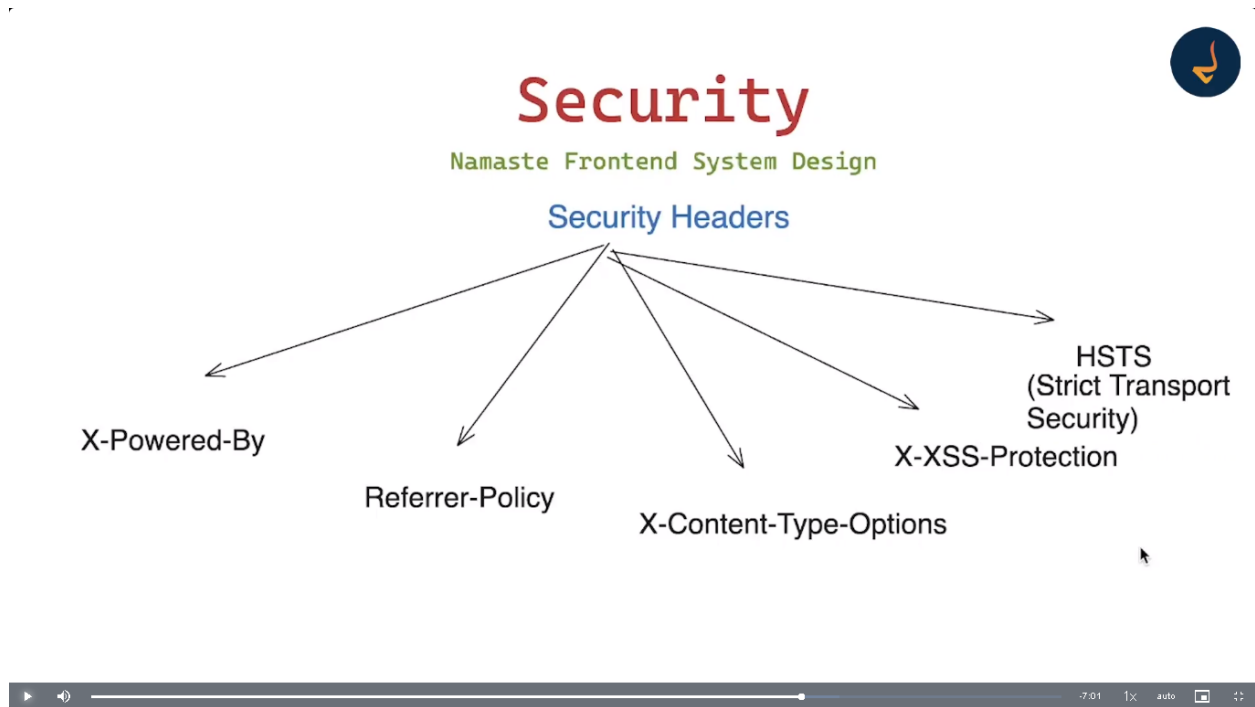 Security
Namaste Frontend System Design
Security Headers
HSTS
(Strict Transport
Security)
X-Powered-By
X-XSS-Protection
Referrer-Policy
X-Content-Type-Options
-7:01
1x
auto